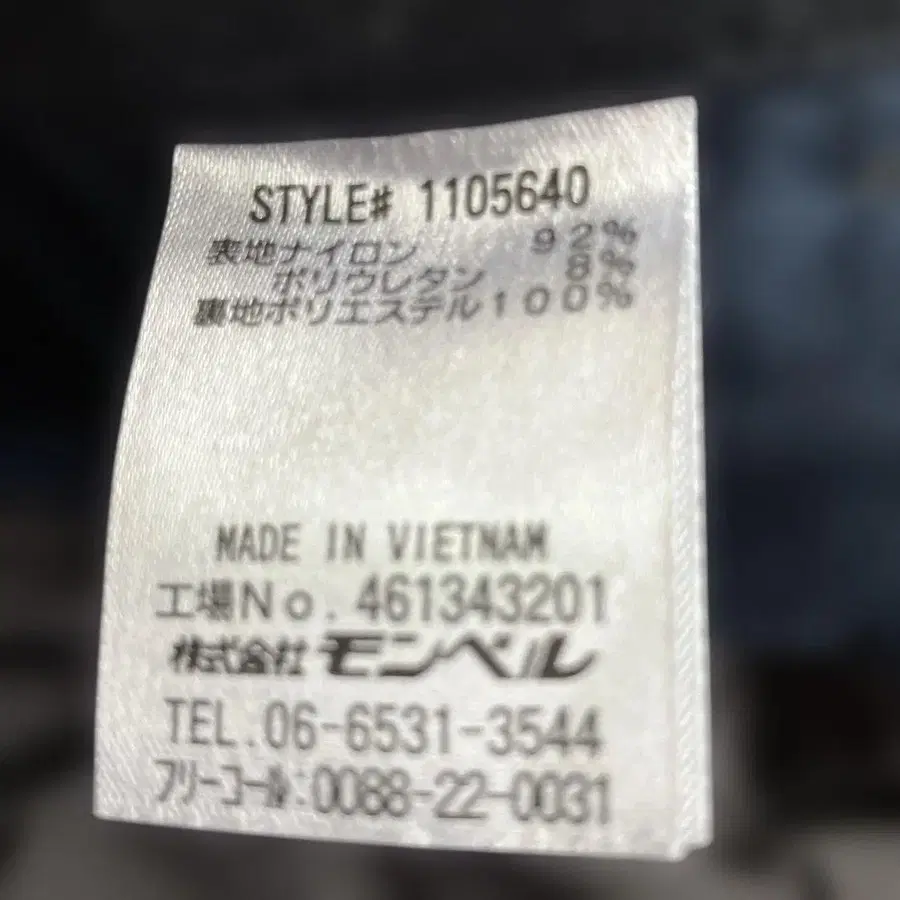 STYLE# 1105640
表地ナイロン 92%
ポリウレタン 8%
裏地ポリエステル100%
MADE IN VIETNAM
工場No. 461343201
株式会社 モンベル
TEL.06-6531-3544
フリーコール:0088-22-0031